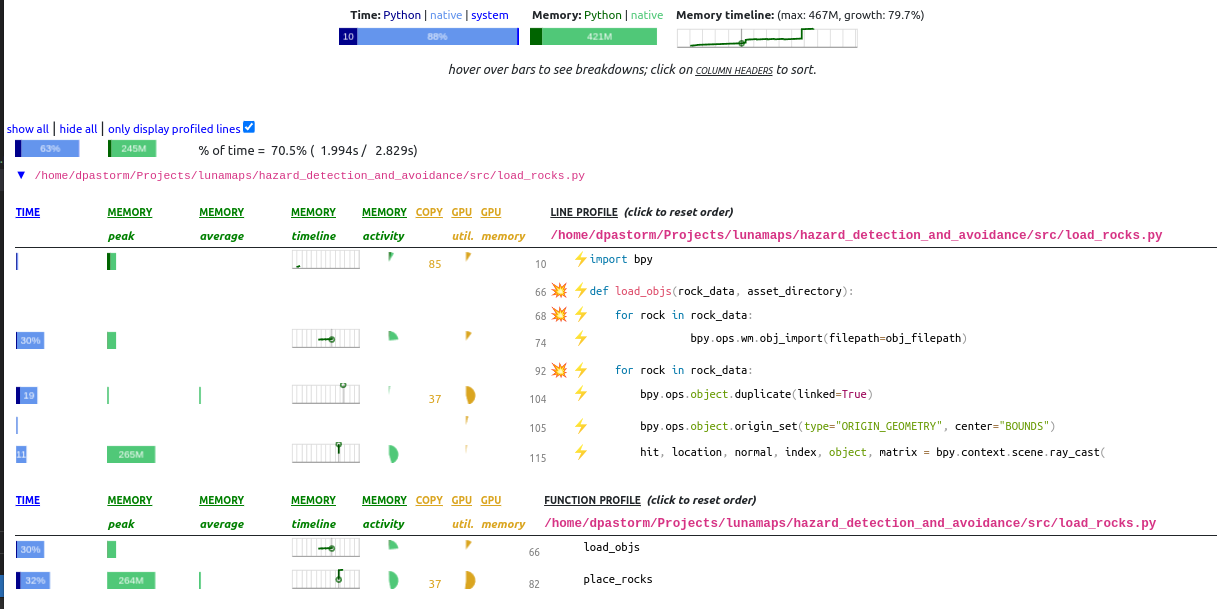 Time: Python | native | system Memory: Python | native Memory timeline: (max: 467M, growth: 79.7%)
10 88% 421M
hover over bars to see breakdowns; click on COLUMN HEADERS to sort.
show all | hide all | only display profiled lines
63% 245M % of time = 70.5% ( 1.994s / 2.829s)
▼ /home/dpastorm/Projects/lunamaps/hazard_detection_and_avoidance/src/load_rocks.py
TIME MEMORY MEMORY MEMORY MEMORY COPY GPU GPU LINE PROFILE (click to reset order)
peak average timeline activity util. memory /home/dpastorm/Projects/lunamaps/hazard_detection_and_avoidance/src/load_rocks.py
85 10 ⚡import bpy
66 💥 ⚡def load_objs(rock_data, asset_directory):
68 💥 ⚡ for rock in rock_data:
30% 74 ⚡ bpy.ops.wm.obj_import(filepath=obj_filepath)
92 💥 ⚡ for rock in rock_data:
19 37 104 ⚡ bpy.ops.object.duplicate(linked=True)
105 ⚡ bpy.ops.object.origin_set(type="ORIGIN_GEOMETRY", center="BOUNDS")
11 265M 115 ⚡ hit, location, normal, index, object, matrix = bpy.context.scene.ray_cast(
TIME MEMORY MEMORY MEMORY MEMORY COPY GPU GPU FUNCTION PROFILE (click to reset order)
peak average timeline activity util. memory /home/dpastorm/Projects/lunamaps/hazard_detection_and_avoidance/src/load_rocks.py
30% 66 load_objs
32% 264M 37 82 place_rocks